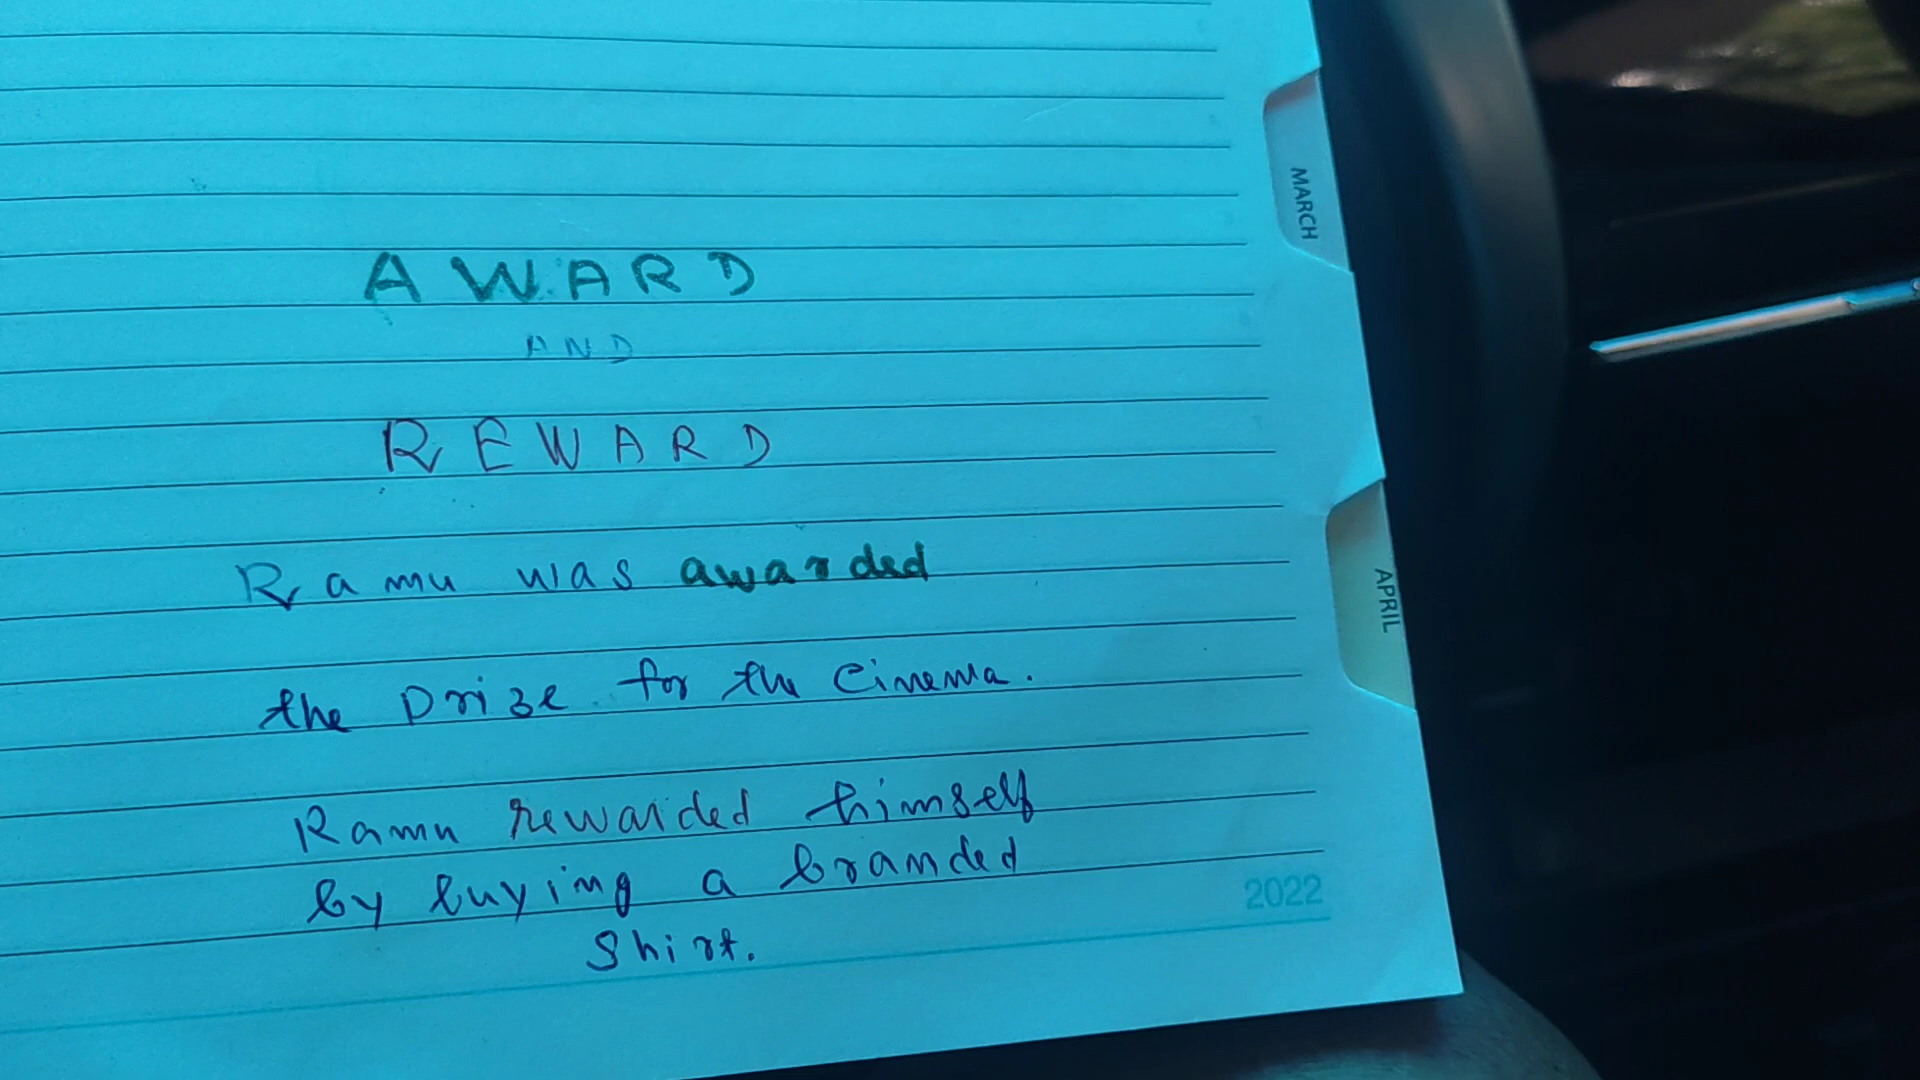 MARCH
AWARD
AND
REWARD
Ramu was awarded
the Prize for the Cinema.
APRIL
Ramu rewarded himself
by buying a branded
Shirt.
2022